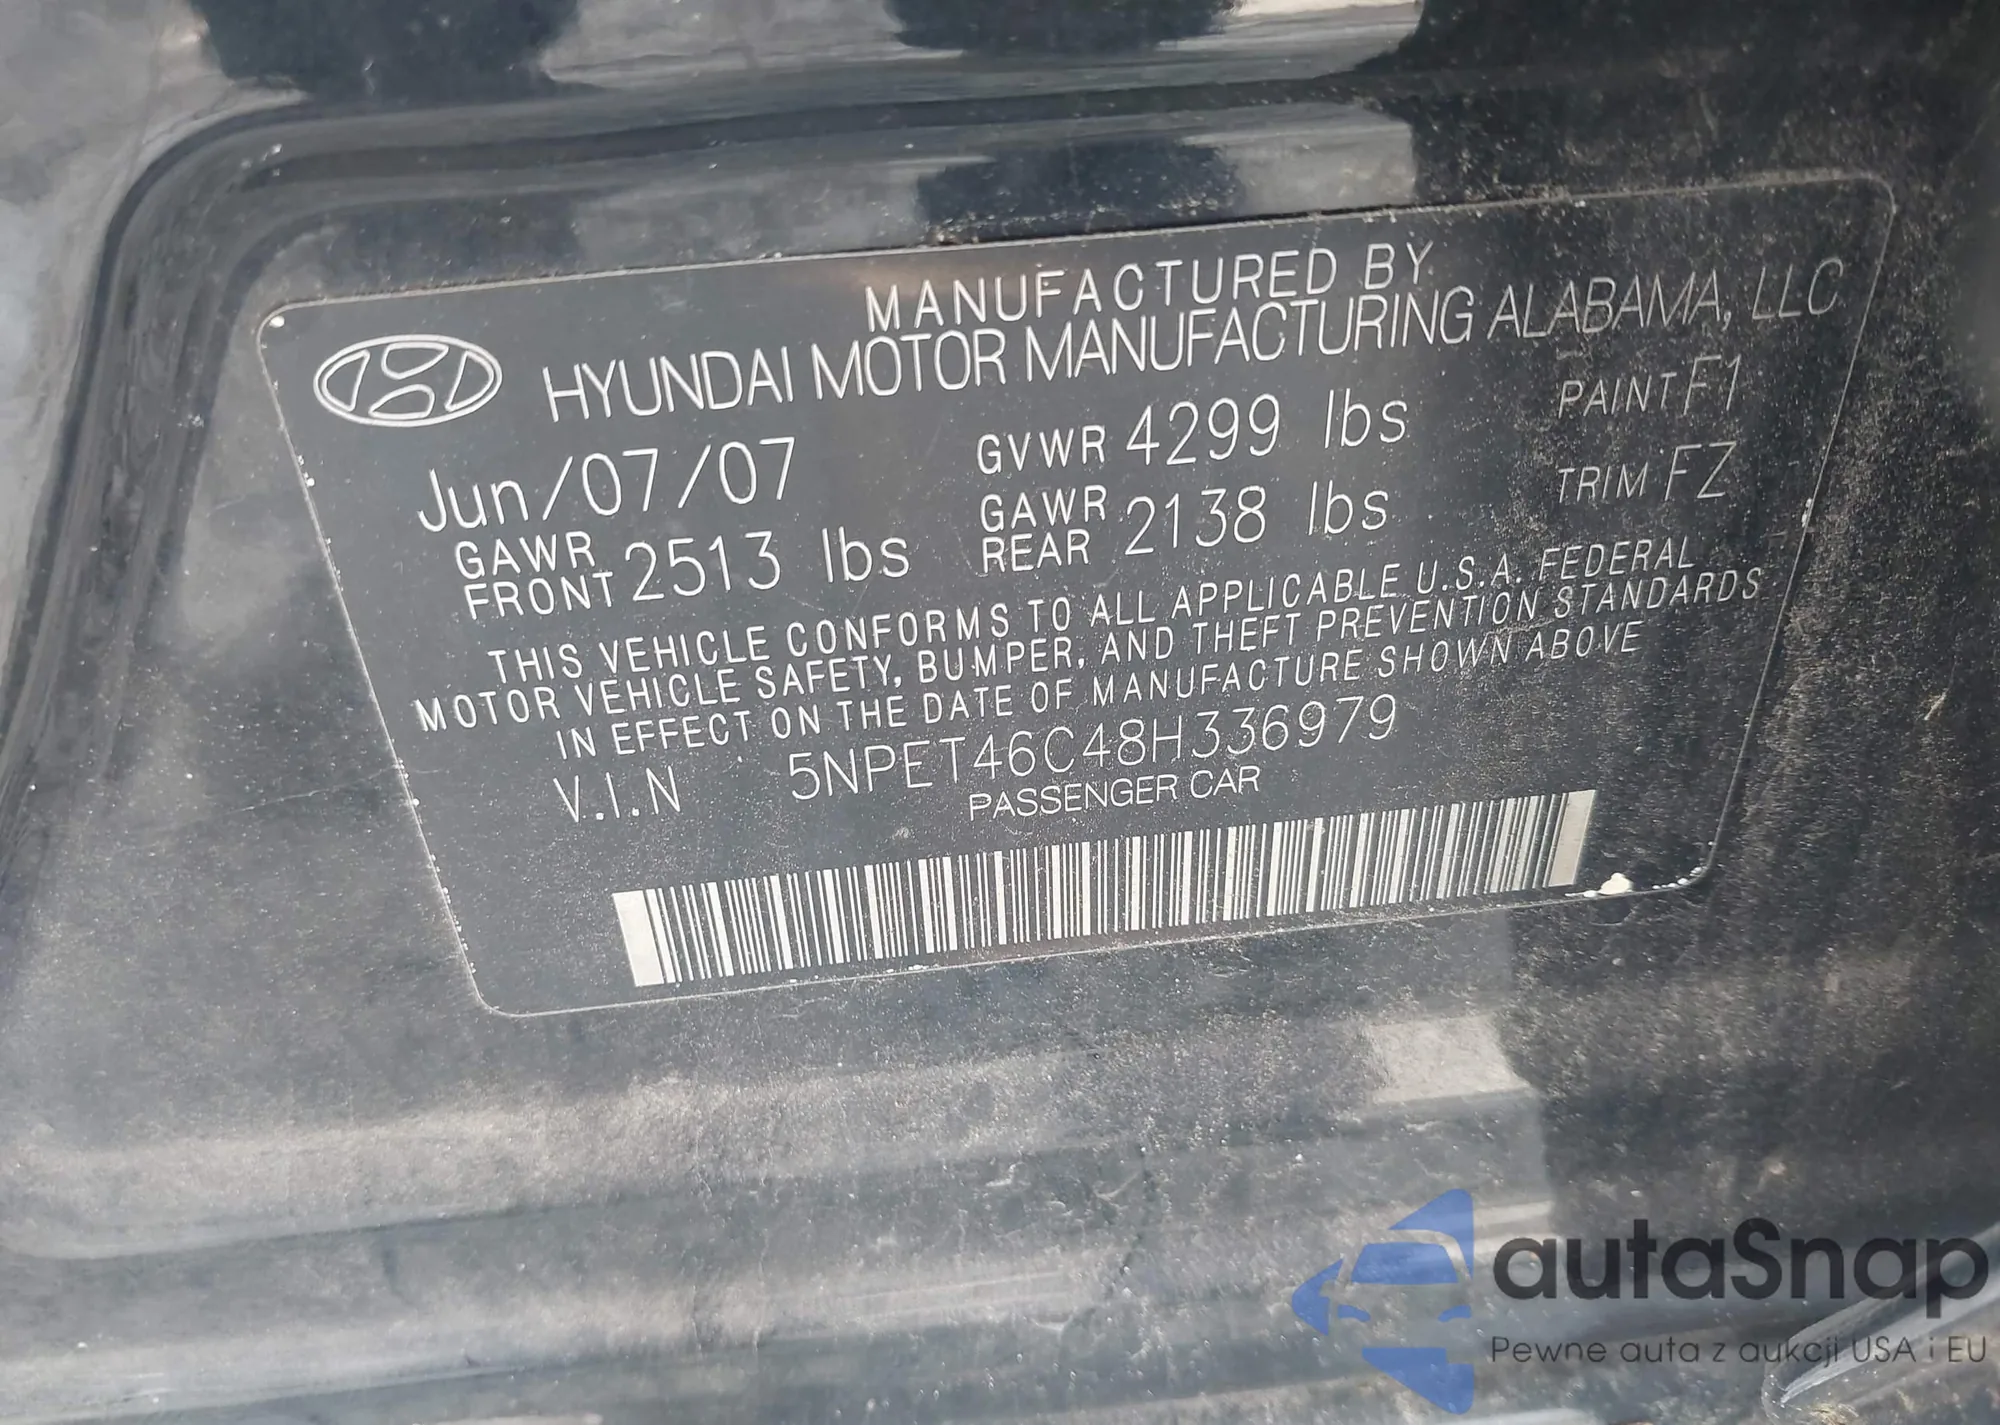 MANUFACTURED BY
HYUNDAI MOTOR MANUFACTURING ALABAMA, LLC
Jun/07/07 GVWR 4299 lbs PAINT F1
GAWR FRONT 2513 lbs GAWR REAR 2138 lbs TRIM FZ
THIS VEHICLE CONFORMS TO ALL APPLICABLE U.S.A. FEDERAL
MOTOR VEHICLE SAFETY, BUMPER, AND THEFT PREVENTION STANDARDS
IN EFFECT ON THE DATE OF MANUFACTURE SHOWN ABOVE
V.I.N 5NPET46C48H336979
PASSENGER CAR
autaSnap
Pewne auta z aukcji USA i EU